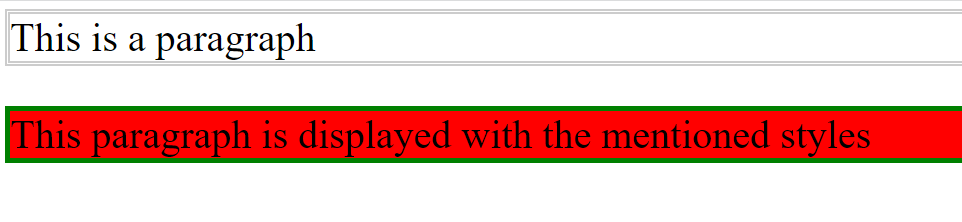 This is a paragraph
This paragraph is displayed with the mentioned styles